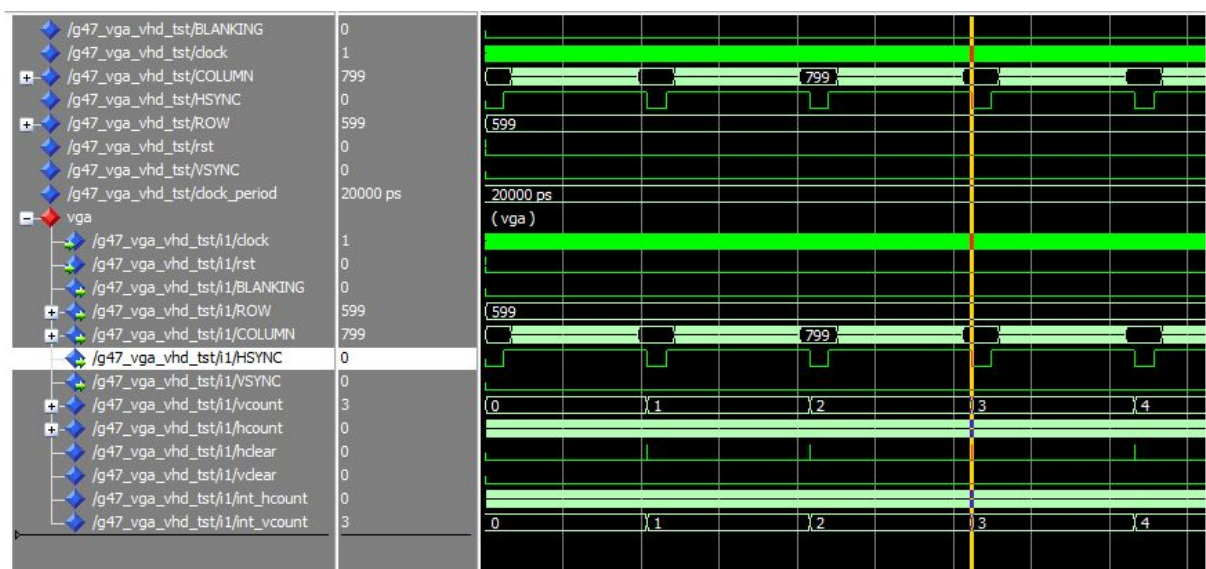 /g47_vga_vhd_tst/BLANKING 0
/g47_vga_vhd_tst/clock 1
/g47_vga_vhd_tst/COLUMN 799 799
/g47_vga_vhd_tst/HSYNC 0
/g47_vga_vhd_tst/ROW 599 599
/g47_vga_vhd_tst/rst 0
/g47_vga_vhd_tst/VSYNC 0
/g47_vga_vhd_tst/clock_period 20000 ps 20000 ps
vga ( vga )
/g47_vga_vhd_tst/i1/clock 1
/g47_vga_vhd_tst/i1/rst 0
/g47_vga_vhd_tst/i1/BLANKING 0
/g47_vga_vhd_tst/i1/ROW 599 599
/g47_vga_vhd_tst/i1/COLUMN 799 799
/g47_vga_vhd_tst/i1/HSYNC 0
/g47_vga_vhd_tst/i1/VSYNC 0
/g47_vga_vhd_tst/i1/vcount 3 0 1 2 3 4
/g47_vga_vhd_tst/i1/hcount 0
/g47_vga_vhd_tst/i1/hclear 0
/g47_vga_vhd_tst/i1/vclear 0
/g47_vga_vhd_tst/i1/int_hcount 0
/g47_vga_vhd_tst/i1/int_vcount 3 0 1 2 3 4